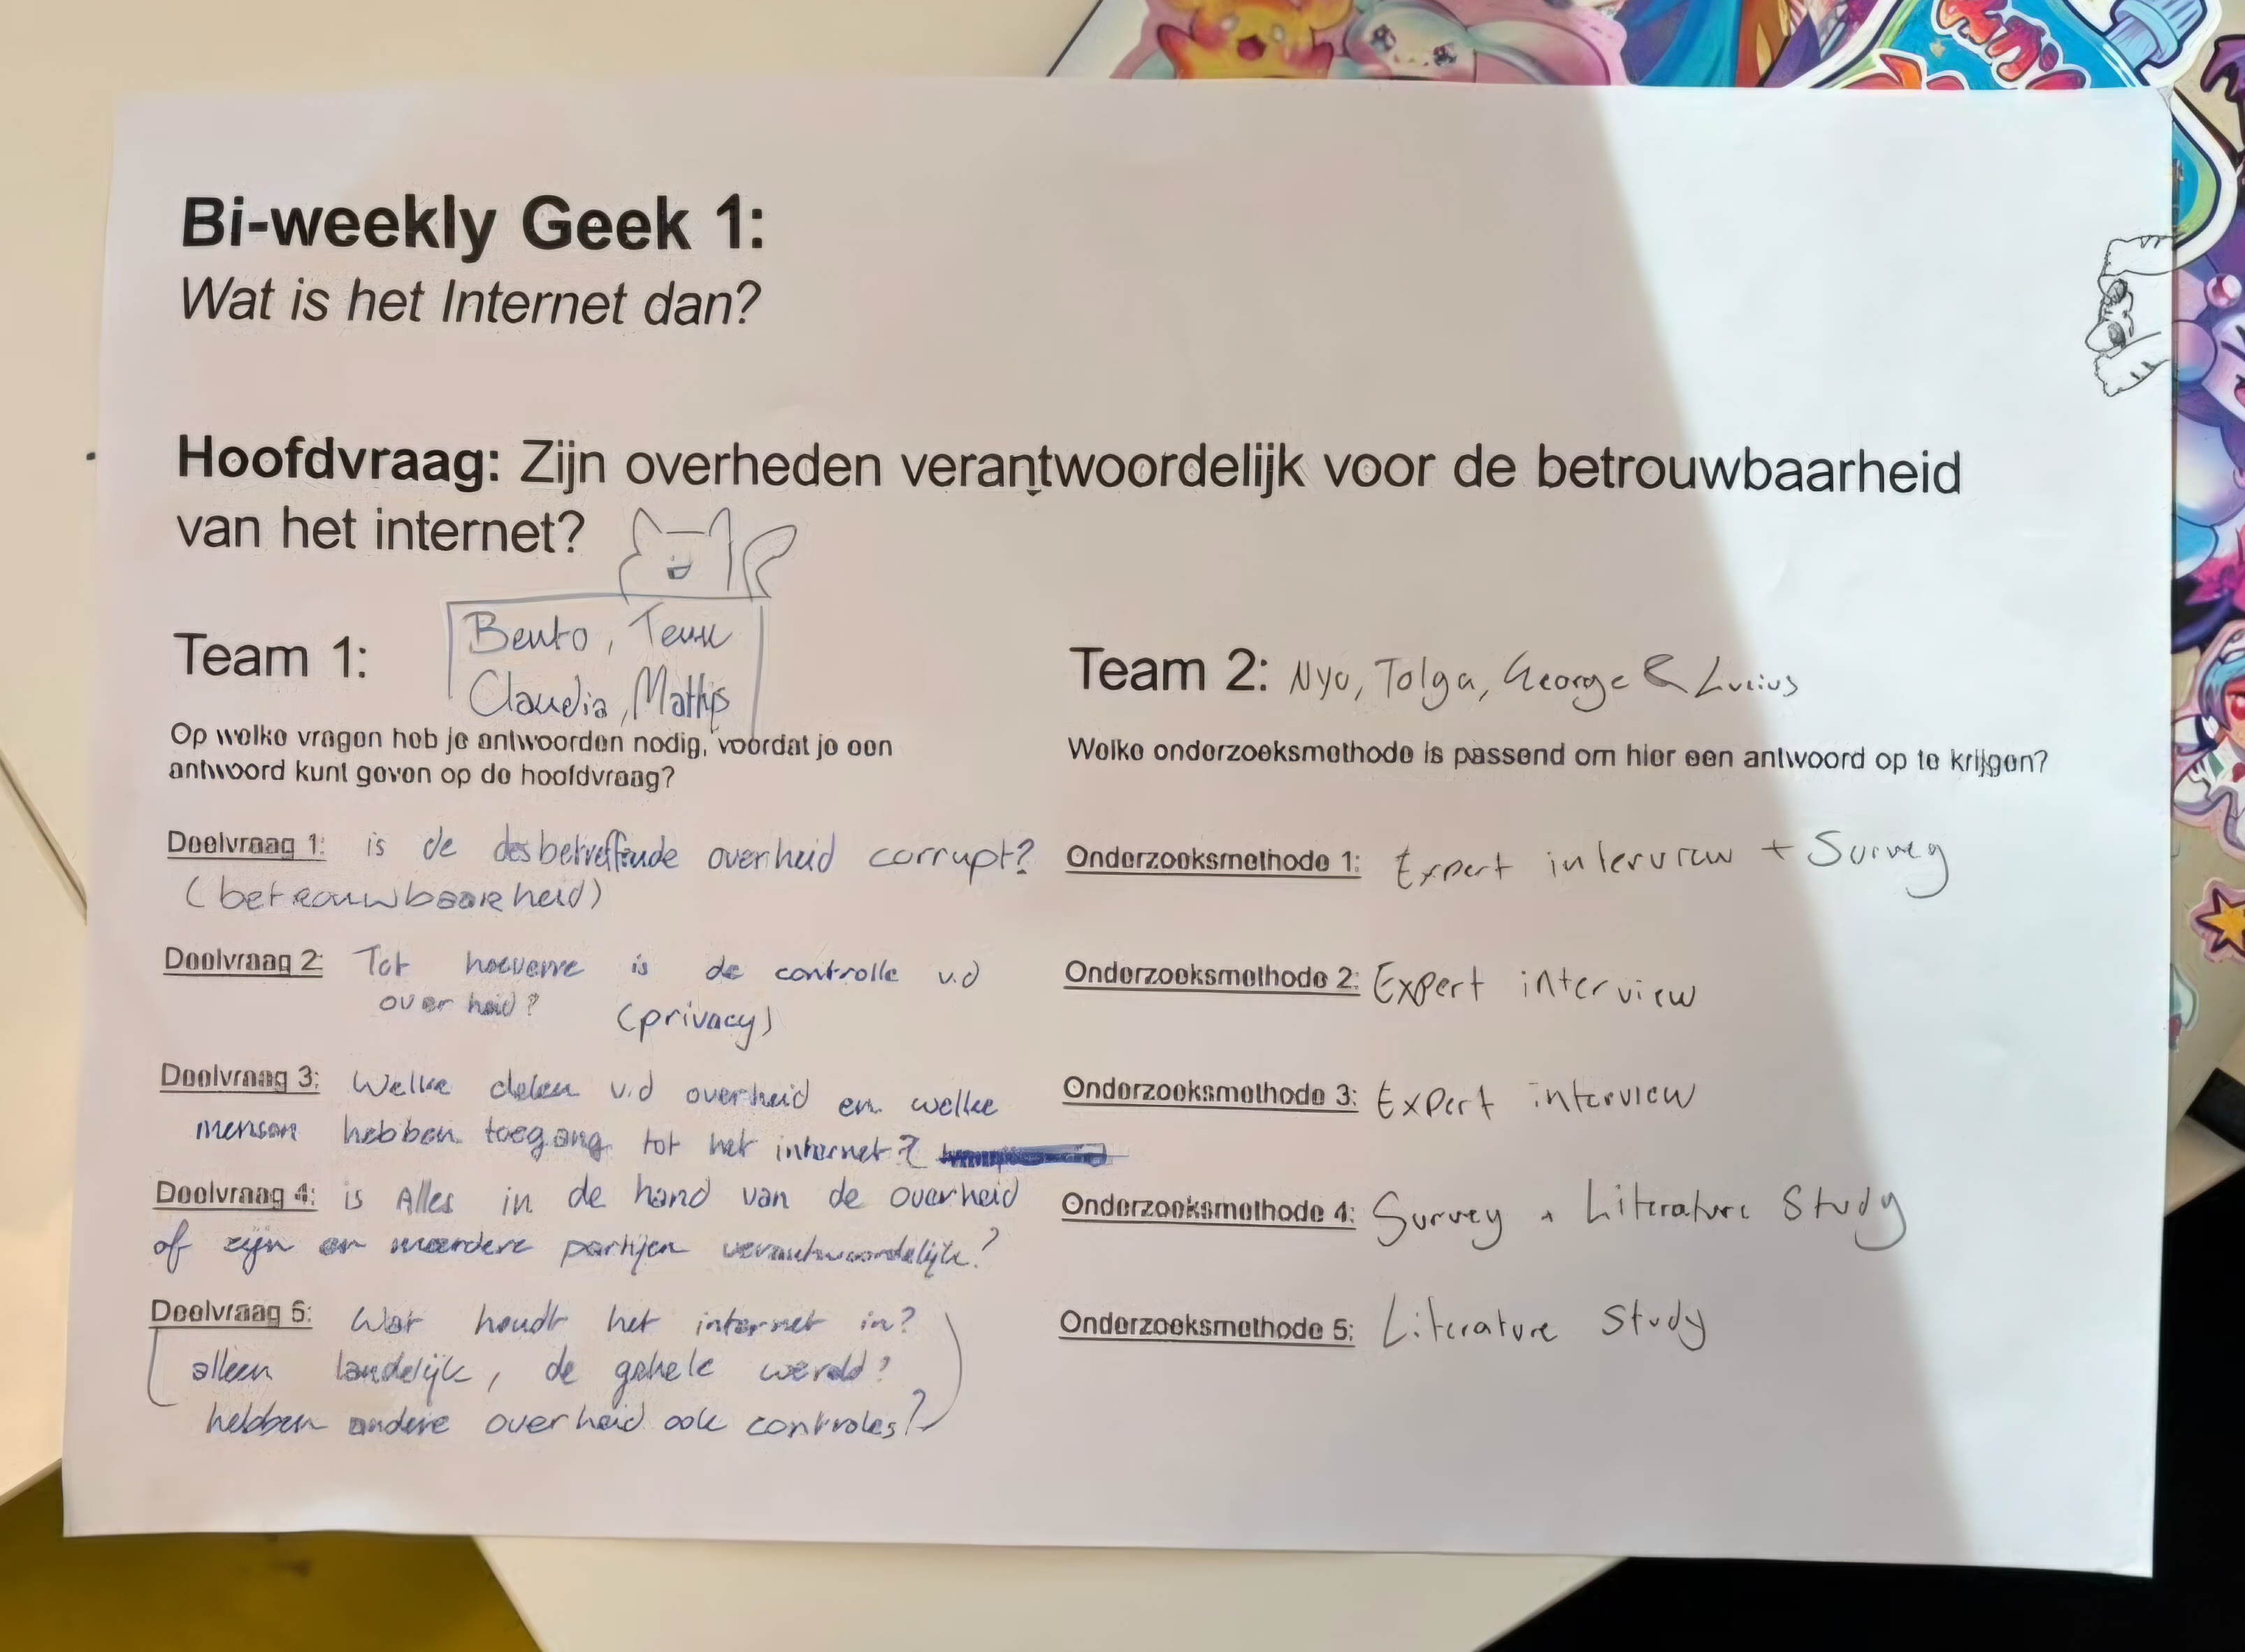 Bi-weekly Geek 1:
Wat is het Internet dan?
Hoofdvraag: Zijn overheden verantwoordelijk voor de betrouwbaarheid
van het internet?
Team 1:
Bento,
Claudia, Mathijs
Op welke vragen heb je antwoorden nodig, voordat je een
antwoord kunt geven op de hoofdvraag?
Deelvraag 1: is de desbetreffende overheid corrupt?
(betrouwbaarheid)
Deelvraag 2: Tot hoeverre is de controlle v.d
overheid? (privacy)
Deelvraag 3: Welke delen v.d overheid en welke
mensen hebben toegang tot het internet?
Deelvraag 4: is Alles in de hand van de overheid
of zijn er meerdere partijen verantwoordelijk?
Deelvraag 5: Wat houdt het internet in?
alleen landelijk, de gehele wereld?
hebben andere overheid ook controles?
Team 2: Nyo, Tolga, George & Lucius
Welke onderzoeksmethode is passend om hier een antwoord op te krijgen?
Onderzoeksmethode 1: Expert interview + Survey
Onderzoeksmethode 2: Expert interview
Onderzoeksmethode 3: Expert interview
Onderzoeksmethode 4: Survey + Literature Study
Onderzoeksmethode 5: Literature Study